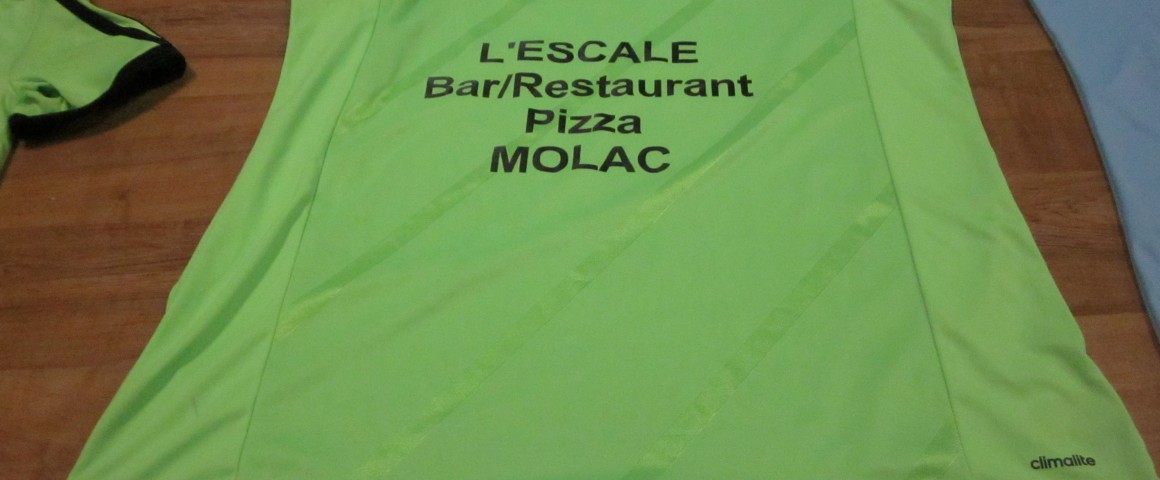 L'ESCALE
Bar/Restaurant
Pizza
MOLAC
climalite